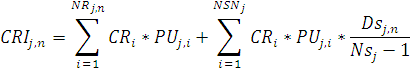 $$CRI_{j,n} = \sum_{i=1}^{NR_{j,n}} CR_i * PU_{j,i} + \sum_{i=1}^{NSN_j} CR_i * PU_{j,i} * \frac{Ds_{j,n}}{Ns_j - 1}$$